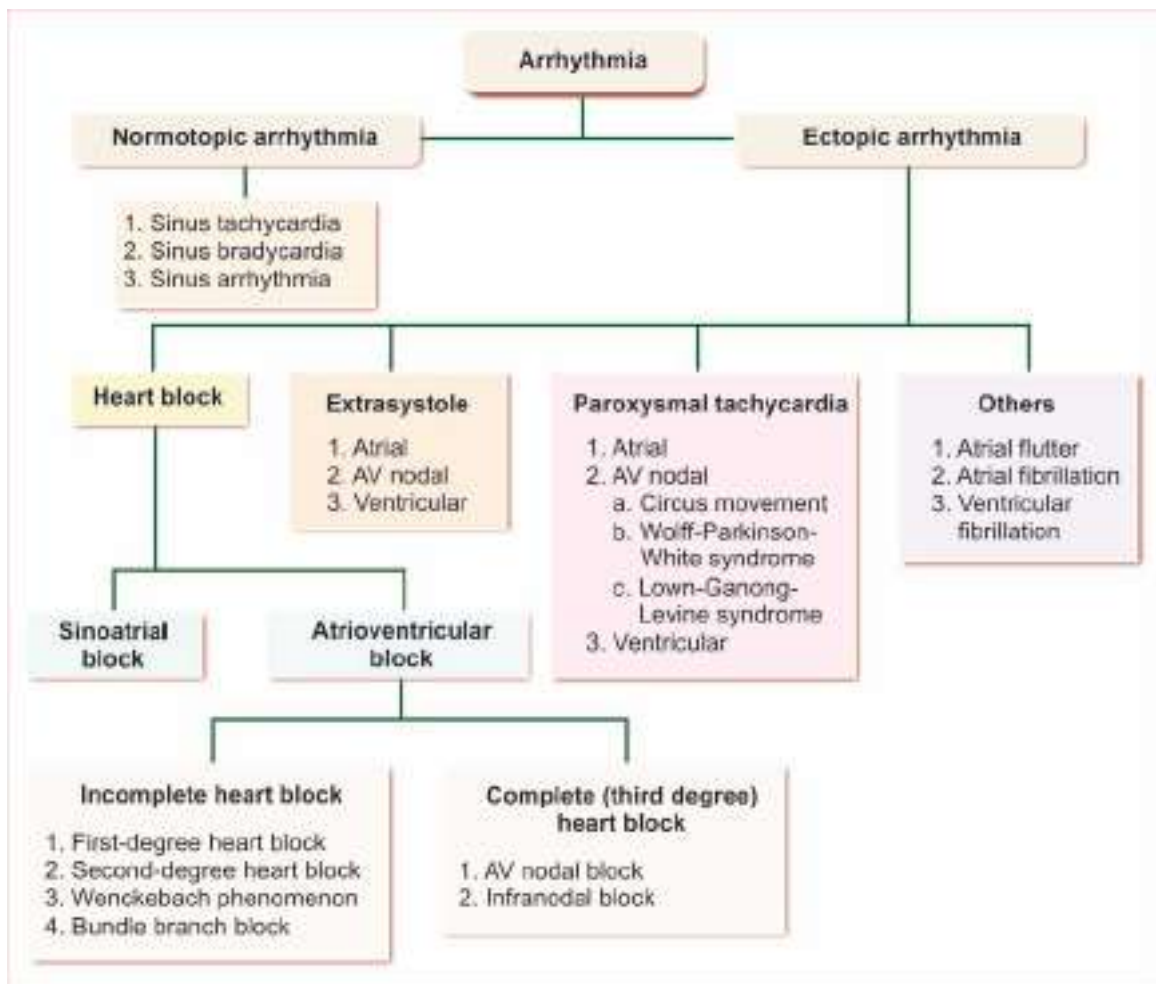 Arrhythmia
Normotopic arrhythmia
Ectopic arrhythmia
1. Sinus tachycardia
2. Sinus bradycardia
3. Sinus arrhythmia
Heart block
Extrasystole
1. Atrial
2. AV nodal
3. Ventricular
Paroxysmal tachycardia
1. Atrial
2. AV nodal
a. Circus movement
b. Wolff-Parkinson-
White syndrome
c. Lown-Ganong-
Levine syndrome
3. Ventricular
Others
1. Atrial flutter
2. Atrial fibrillation
3. Ventricular
fibrillation
Sinoatrial
block
Atrioventricular
block
Incomplete heart block
1. First-degree heart block
2. Second-degree heart block
3. Wenckebach phenomenon
4. Bundle branch block
Complete (third degree)
heart block
1. AV nodal block
2. Infranodal block